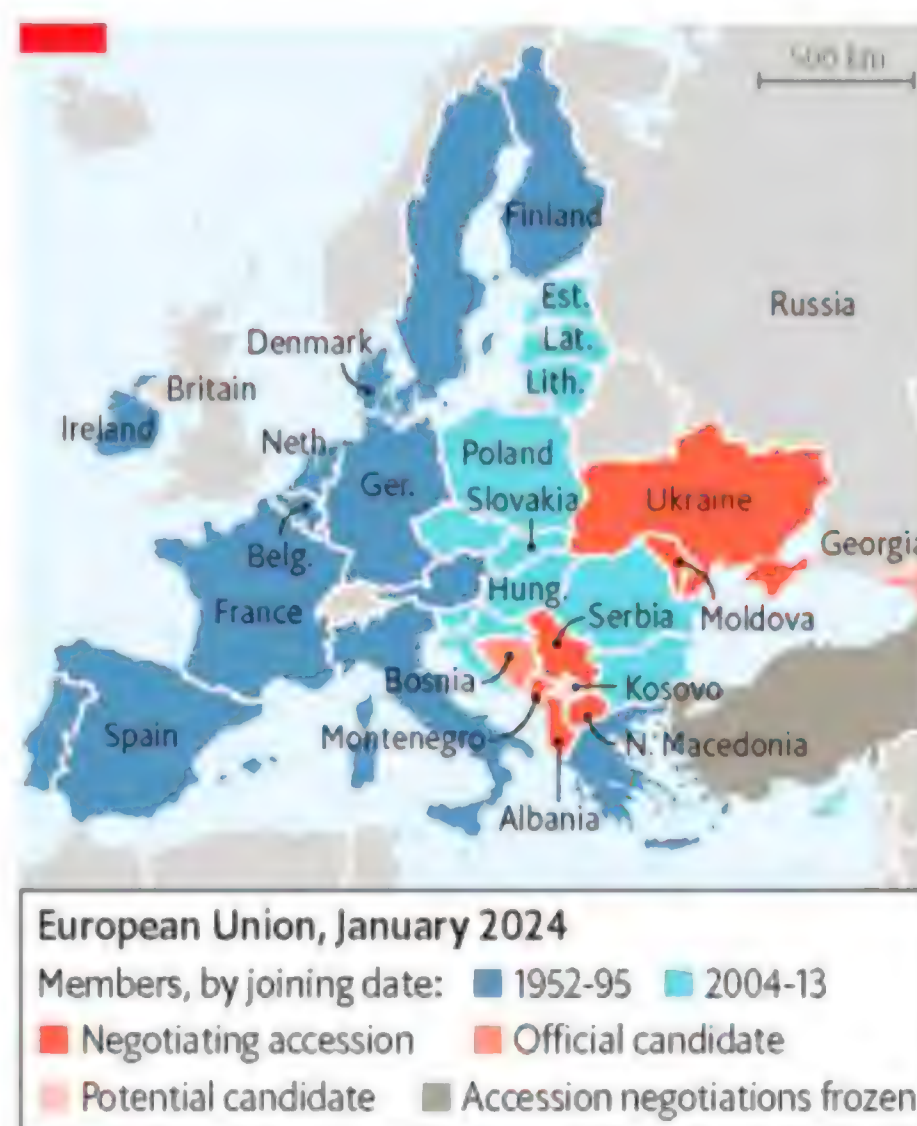 500 km
Finland
Est.
Russia
Lat.
Denmark
Lith.
Britain
Ireland
Neth.
Poland
Ger.
Slovakia
Ukraine
Georgia
Belg.
Hung.
France
Serbia
Moldova
Bosnia
Kosovo
Spain
Montenegro
N. Macedonia
Albania
European Union, January 2024
Members, by joining date: 1952-95 2004-13
Negotiating accession Official candidate
Potential candidate Accession negotiations frozen